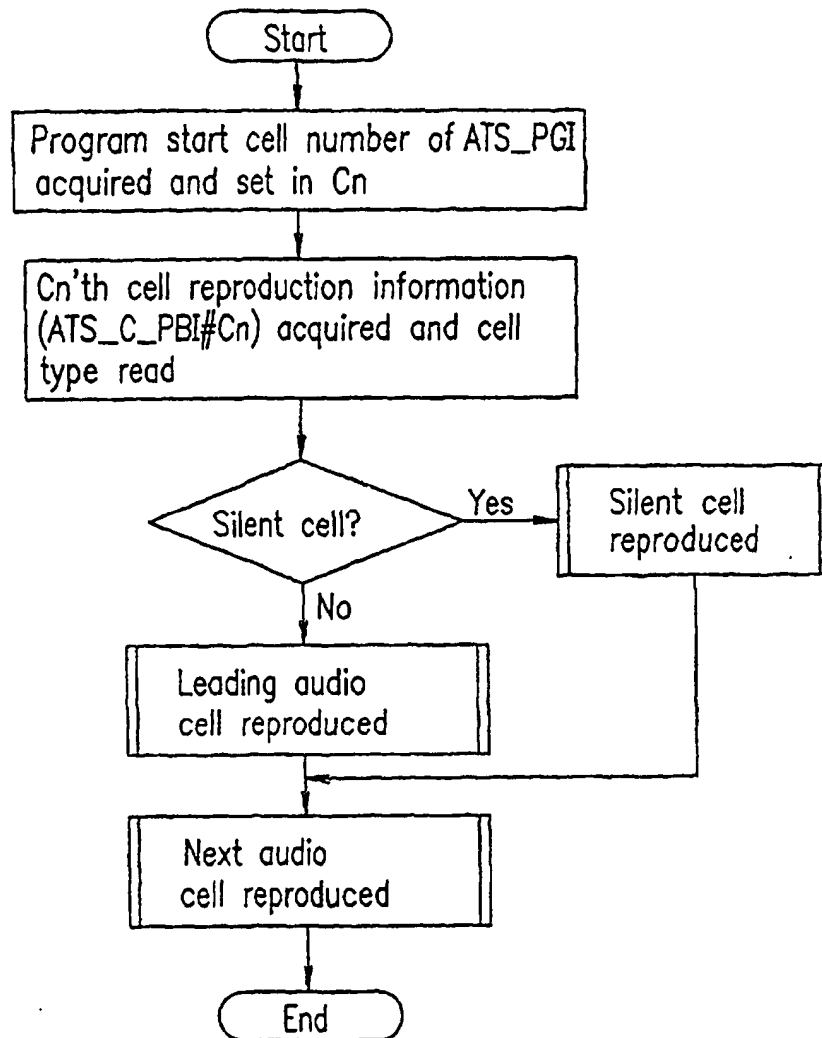 Start
Program start cell number of ATS_PGI
acquired and set in Cn
Cn'th cell reproduction information
(ATS_C_PBI#Cn) acquired and cell
type read
Silent cell?
Yes
Silent cell
reproduced
No
Leading audio
cell reproduced
Next audio
cell reproduced
End